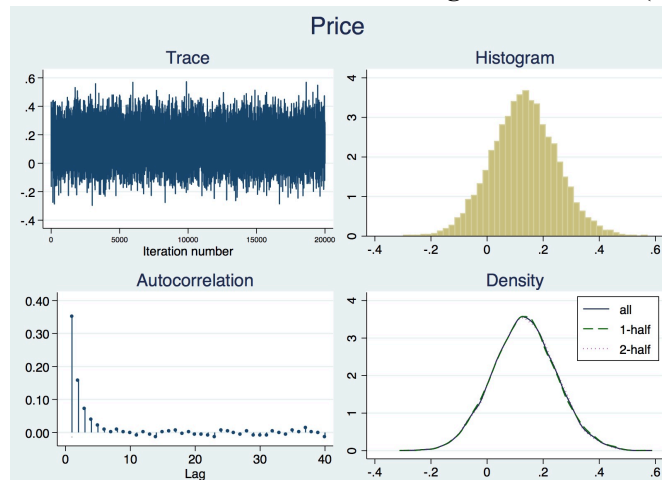 Price
Trace
.6
.4
.2
0
-.2
-.4
0 5000 10000 15000 20000
Iteration number
Histogram
4
3
2
1
0
-.4 -.2 0 .2 .4 .6
Autocorrelation
0.40
0.30
0.20
0.10
0.00
0 10 20 30 40
Lag
Density
all
1-half
2-half
4
3
2
1
0
-.4 -.2 0 .2 .4 .6